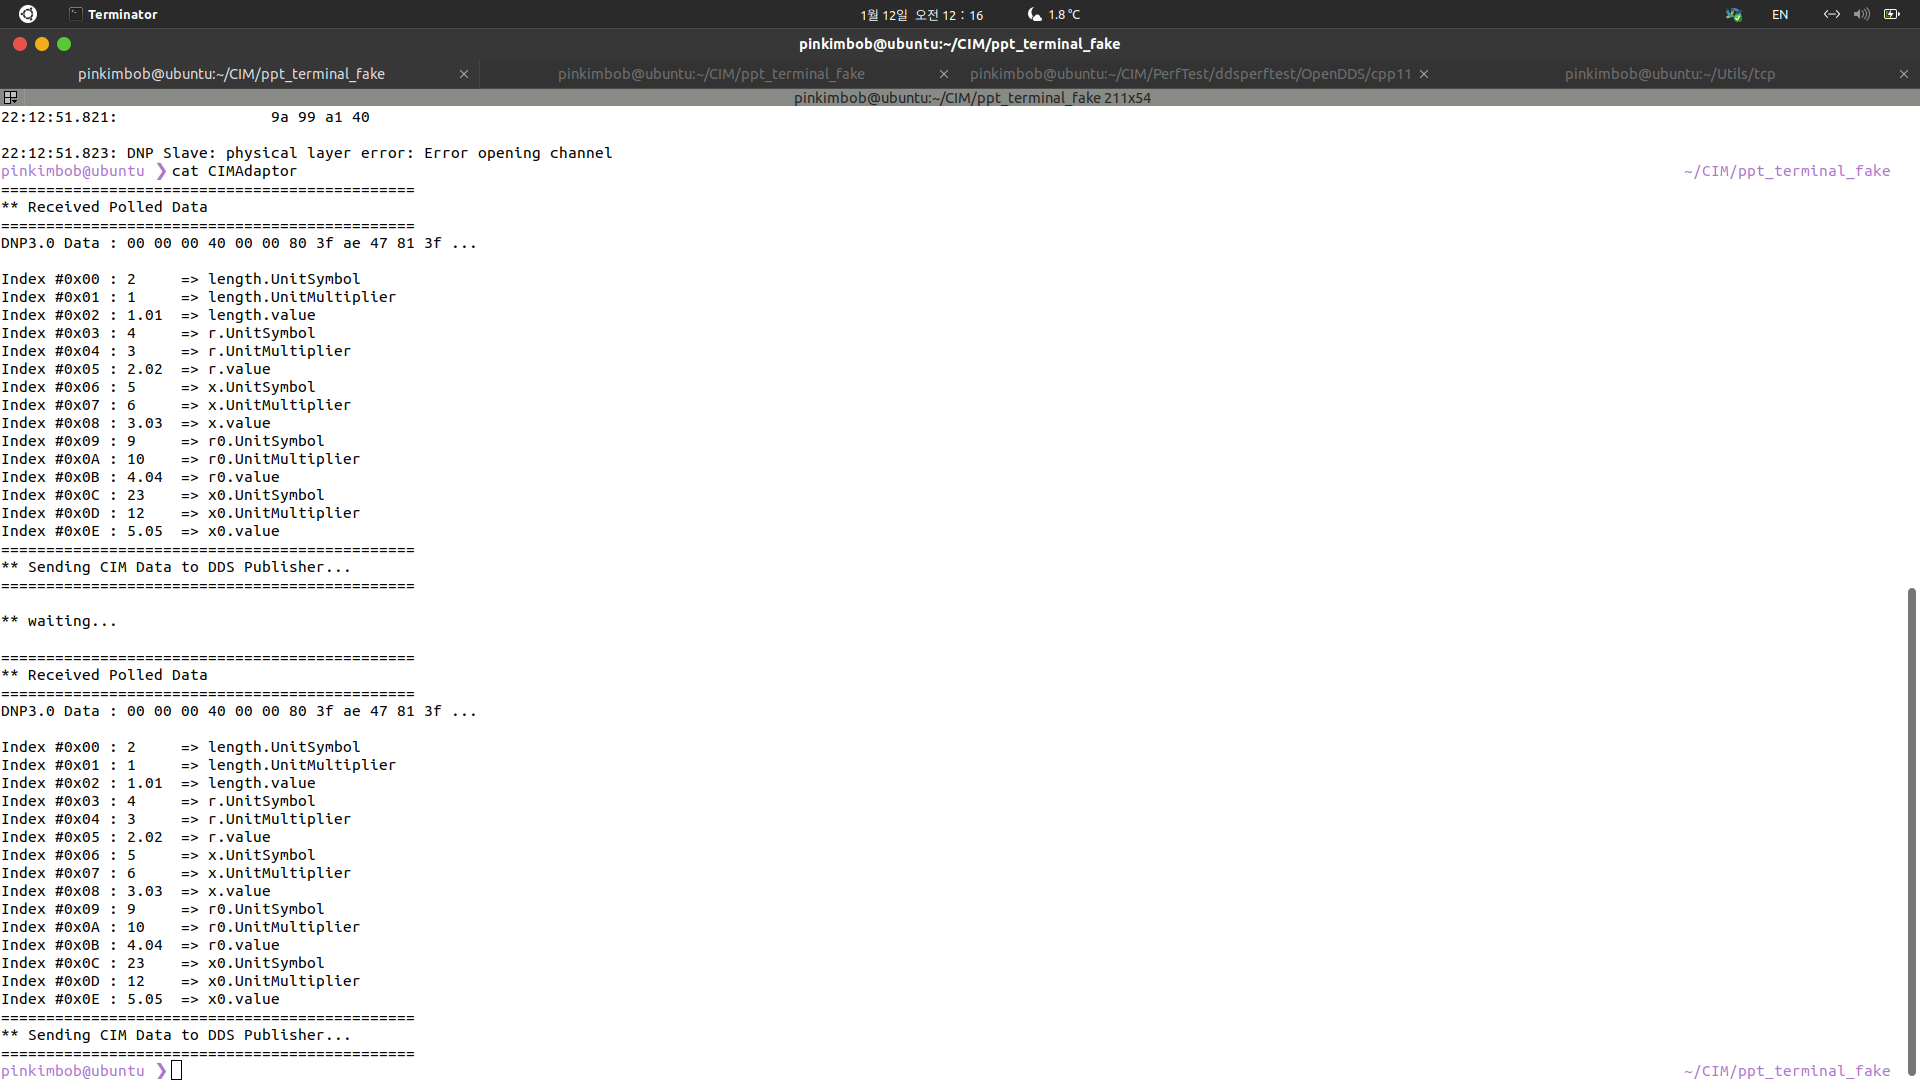 Terminator
1월 12일 오전 12 : 16
1.8 °C
EN
pinkimbob@ubuntu:~/CIM/ppt_terminal_fake
pinkimbob@ubuntu:~/CIM/ppt_terminal_fake
pinkimbob@ubuntu:~/CIM/ppt_terminal_fake
pinkimbob@ubuntu:~/CIM/PerfTest/ddsperftest/OpenDDS/cpp11
pinkimbob@ubuntu:~/Utils/tcp
pinkimbob@ubuntu:~/CIM/ppt_terminal_fake 211x54
22:12:51.821:                 9a 99 a1 40
22:12:51.823: DNP Slave: physical layer error: Error opening channel
pinkimbob@ubuntu ❯ cat CIMAdaptor ~/CIM/ppt_terminal_fake
==============================================
** Received Polled Data
==============================================
DNP3.0 Data : 00 00 00 40 00 00 80 3f ae 47 81 3f ...
Index #0x00 : 2     => length.UnitSymbol
Index #0x01 : 1     => length.UnitMultiplier
Index #0x02 : 1.01  => length.value
Index #0x03 : 4     => r.UnitSymbol
Index #0x04 : 3     => r.UnitMultiplier
Index #0x05 : 2.02  => r.value
Index #0x06 : 5     => x.UnitSymbol
Index #0x07 : 6     => x.UnitMultiplier
Index #0x08 : 3.03  => x.value
Index #0x09 : 9     => r0.UnitSymbol
Index #0x0A : 10    => r0.UnitMultiplier
Index #0x0B : 4.04  => r0.value
Index #0x0C : 23    => x0.UnitSymbol
Index #0x0D : 12    => x0.UnitMultiplier
Index #0x0E : 5.05  => x0.value
==============================================
** Sending CIM Data to DDS Publisher...
==============================================
** waiting...
==============================================
** Received Polled Data
==============================================
DNP3.0 Data : 00 00 00 40 00 00 80 3f ae 47 81 3f ...
Index #0x00 : 2     => length.UnitSymbol
Index #0x01 : 1     => length.UnitMultiplier
Index #0x02 : 1.01  => length.value
Index #0x03 : 4     => r.UnitSymbol
Index #0x04 : 3     => r.UnitMultiplier
Index #0x05 : 2.02  => r.value
Index #0x06 : 5     => x.UnitSymbol
Index #0x07 : 6     => x.UnitMultiplier
Index #0x08 : 3.03  => x.value
Index #0x09 : 9     => r0.UnitSymbol
Index #0x0A : 10    => r0.UnitMultiplier
Index #0x0B : 4.04  => r0.value
Index #0x0C : 23    => x0.UnitSymbol
Index #0x0D : 12    => x0.UnitMultiplier
Index #0x0E : 5.05  => x0.value
==============================================
** Sending CIM Data to DDS Publisher...
==============================================
pinkimbob@ubuntu ❯ ~/CIM/ppt_terminal_fake